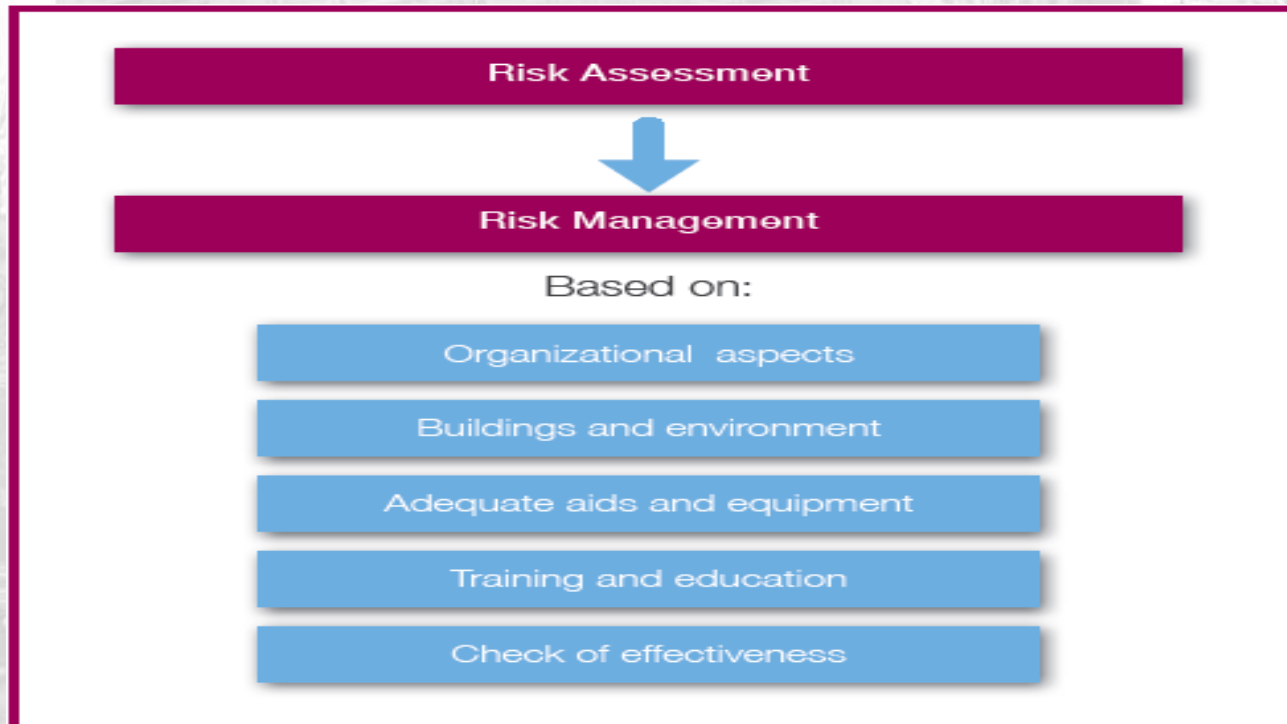 Risk Assessment
Risk Management
Based on:
Organizational aspects
Buildings and environment
Adequate aids and equipment
Training and education
Check of effectiveness